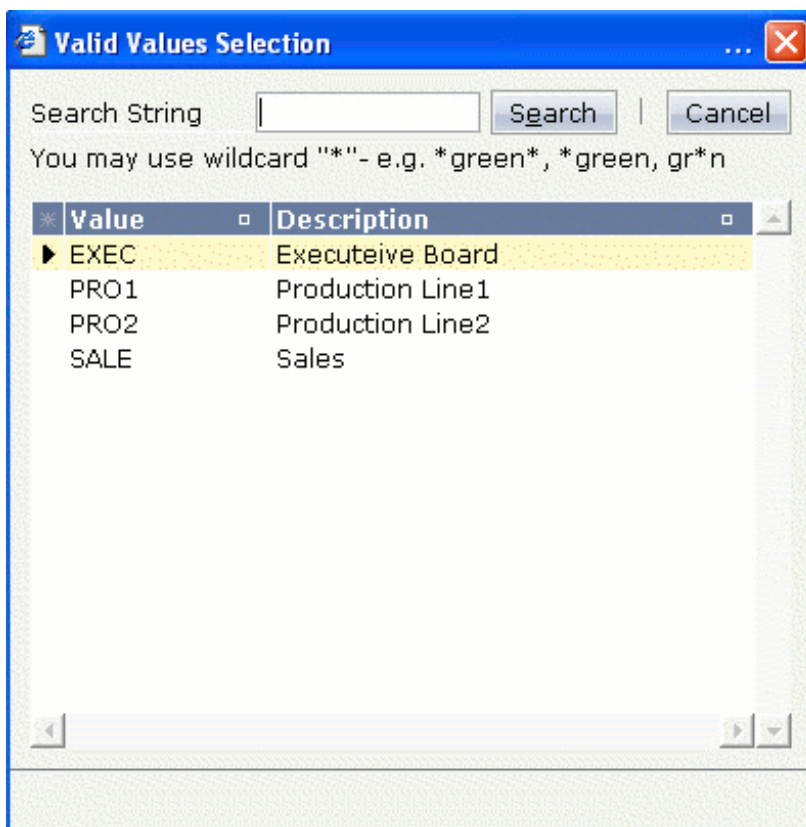 Valid Values Selection ...
Search String Search | Cancel
You may use wildcard "*"- e.g. *green*, *green, gr*n
Value Description
EXEC Executeive Board
PRO1 Production Line1
PRO2 Production Line2
SALE Sales